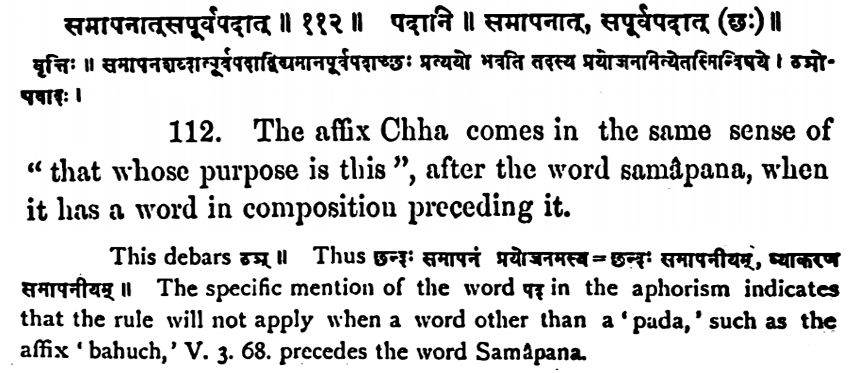 समापनात्सपूर्वपदात् ॥ ११२ ॥ पदानि ॥ समापनात्, सपूर्वपदात् (छः) ॥
वृत्तिः ॥ समापनशब्दात्पूर्वपदाद्विद्यमानपूर्वपदाच्छः प्रत्ययो भवति तदस्य प्रयोजनामित्येतस्मिन्विषये । ठञो-
पवादः ।
112. The affix Chha comes in the same sense of
“ that whose purpose is this ”, after the word samâpana, when
it has a word in composition preceding it.
This debars ठञ् ॥ Thus छन्दः समापनं प्रयोजनमस्य = छन्दः समापनीयम्, व्याकरण
समापनीयम् ॥ The specific mention of the word पद in the aphorism indicates
that the rule will not apply when a word other than a ‘ pada, ’ such as the
affix ‘ bahuch, ’ V. 3. 68. precedes the word Samâpana.